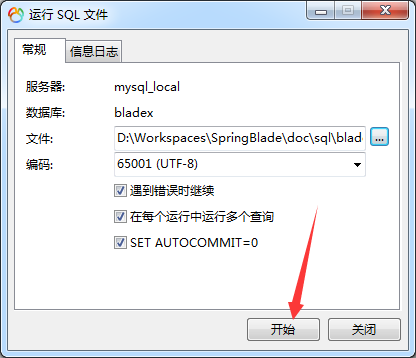 运行 SQL 文件
常规 信息日志
服务器: mysql_local
数据库: bladex
文件: D:\Workspaces\SpringBlade\doc\sql\blad ...
编码: 65001 (UTF-8)
遇到错误时继续
在每个运行中运行多个查询
SET AUTOCOMMIT=0
开始 关闭